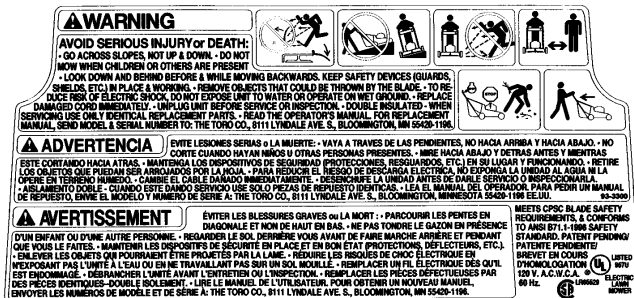 WARNING
AVOID SERIOUS INJURY or DEATH:
• GO ACROSS SLOPES, NOT UP & DOWN. • DO NOT
MOW WHEN CHILDREN OR OTHERS ARE PRESENT
• LOOK DOWN AND BEHIND BEFORE & WHILE MOVING BACKWARDS. KEEP SAFETY DEVICES (GUARDS,
SHIELDS, ETC.) IN PLACE & WORKING. • REMOVE OBJECTS THAT COULD BE THROWN BY THE BLADE. • TO RE-
DUCE RISK OF ELECTRIC SHOCK, DO NOT EXPOSE UNIT TO WATER OR OPERATE ON WET GROUND. • REPLACE
DAMAGED CORD IMMEDIATELY. • UNPLUG UNIT BEFORE SERVICE OR INSPECTION. • DOUBLE INSULATED - WHEN
SERVICING USE ONLY IDENTICAL REPLACEMENT PARTS. • READ THE OPERATOR'S MANUAL. FOR REPLACEMENT
MANUAL, SEND MODEL & SERIAL NUMBER TO: THE TORO CO., 8111 LYNDALE AVE. S., BLOOMINGTON, MN 55420-1196.
STOP
ADVERTENCIA
EVITE LESIONES SERIAS o LA MUERTE: • VAYA A TRAVES DE LAS PENDIENTES, NO HACIA ARRIBA Y HACIA ABAJO. • NO
CORTE CUANDO HAYAN NIÑOS U OTRAS PERSONAS PRESENTES. • MIRE HACIA ABAJO Y DETRAS ANTES Y MIENTRAS
ESTE CORTANDO HACIA ATRAS. • MANTENGA LOS DISPOSITIVOS DE SEGURIDAD (PROTECCIONES, RESGUARDOS, ETC.) EN SU LUGAR Y FUNCIONANDO. • RETIRE
LOS OBJETOS QUE PUEDAN SER ARROJADOS POR LA HOJA. • PARA REDUCIR EL RIESGO DE DESCARGA ELECTRICA, NO EXPONGA LA UNIDAD AL AGUA NI LA
OPERE EN TERRENO HUMEDO. • CAMBIE EL CABLE DAÑADO IMMEDIATAMENTE. • DESENCHUFE LA UNIDAD ANTES DE DARLE SERVICIO O INSPECCIONARLA.
• AISLAMIENTO DOBLE - CUANDO ESTE DANDO SERVICIO USE SOLO PIEZAS DE REPUESTO IDENTICAS. • LEA EL MANUAL DEL OPERADOR. PARA PEDIR UN MANUAL
DE REPUESTO, ENVIE EL MODELO Y NUMERO DE SERIE A: THE TORO CO., 8111 LYNDALE AVE. S., BLOOMINGTON, MINNESOTA 55420-1196 EE.UU. 93-3300
AVERTISSEMENT
ÉVITER LES BLESSURES GRAVES ou LA MORT : • PARCOURIR LES PENTES EN
DIAGONALE ET NON DE HAUT EN BAS. • NE PAS TONDRE LE GAZON EN PRÉSENCE
D'UN ENFANT OU D'UNE AUTRE PERSONNE. • REGARDER LE SOL, DERRIÈRE VOUS AVANT DE FAIRE MARCHE ARRIÈRE ET PENDANT
QUE VOUS LE FAITES. • MAINTENIR LES DISPOSITIFS DE SÉCURITÉ EN PLACE ET EN BON ÉTAT (PROTECTIONS, DÉFLECTEURS, ETC.).
• ENLEVER LES OBJETS QUI POURRAIENT ÊTRE PROJETÉS PAR LA LAME. • RÉDUIRE LES RISQUES DE CHOC ÉLECTRIQUE EN
N'EXPOSANT PAS L'UNITÉ À L'EAU OU EN NE TRAVAILLANT PAS SUR UN SOL MOUILLÉ. • REMPLACER UN FIL ÉLECTRIQUE DÈS QU'IL
EST ENDOMMAGÉ. • DÉBRANCHER L'UNITÉ AVANT L'ENTRETIEN OU L'INSPECTION. • REMPLACER LES PIÈCES DÉFECTUEUSES PAR
DES PIÈCES IDENTIQUES–DOUBLE ISOLEMENT. • LIRE LE MANUEL DE L'UTILISATEUR. POUR OBTENIR UN NOUVEAU MANUEL,
ENVOYER LES NUMÉROS DE MODÈLE ET DE SÉRIE À: THE TORO CO., 8111 LYNDALE AVE. S., BLOOMINGTON, MN 55420-1196.
MEETS CPSC BLADE SAFETY
REQUIREMENTS, & CONFORMS
TO ANSI B71.1-1996 SAFETY
STANDARD. PATENT PENDING/
PATENTE PENDIENTE/
BREVET EN COURS
D'HOMOLOGATION
120 V. A.C./V.C.A.
60 Hz.
UL
LISTED
967U
ELECTRIC
LAWN
MOWER
LR66529